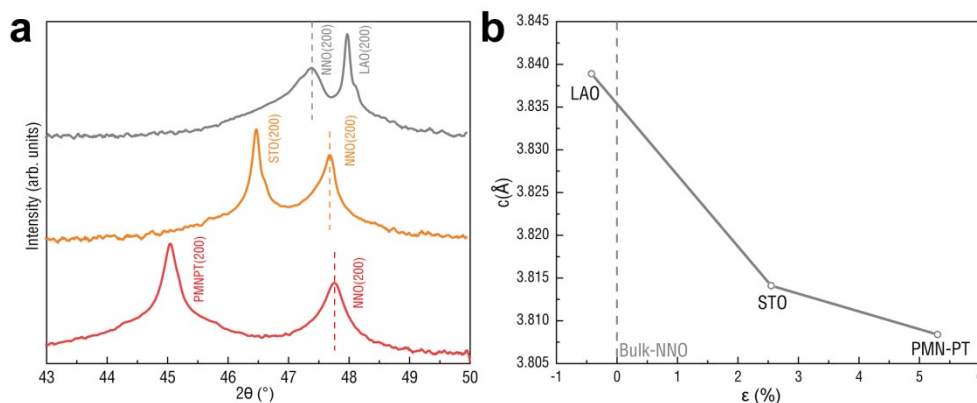 a
Intensity (arb. units)
NNO(200)
LAO(200)
STO(200)
NNO(200)
PMNPT(200)
NNO(200)
43 44 45 46 47 48 49 50
2θ (°)
b
c(Å)
3.845
3.840
3.835
3.830
3.825
3.820
3.815
3.810
3.805
LAO
STO
PMN-PT
Bulk-NNO
-1 0 1 2 3 4 5 6
ε (%)